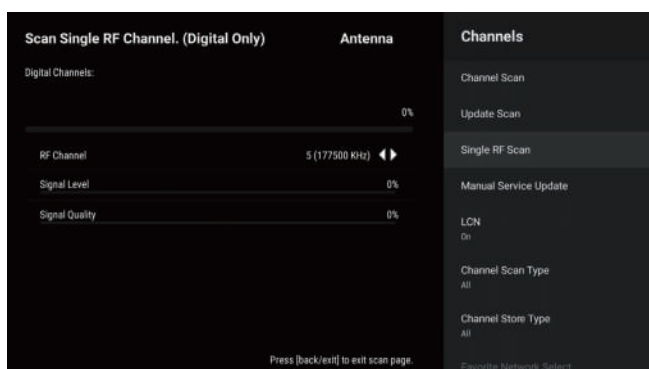 Scan Single RF Channel. (Digital Only)
Antenna
Digital Channels:
0%
RF Channel
5 (177500 KHz)
Signal Level
0%
Signal Quality
0%
Press [back/exit] to exit scan page.
Channels
Channel Scan
Update Scan
Single RF Scan
Manual Service Update
LCN
On
Channel Scan Type
All
Channel Store Type
All
Favorite Network Select